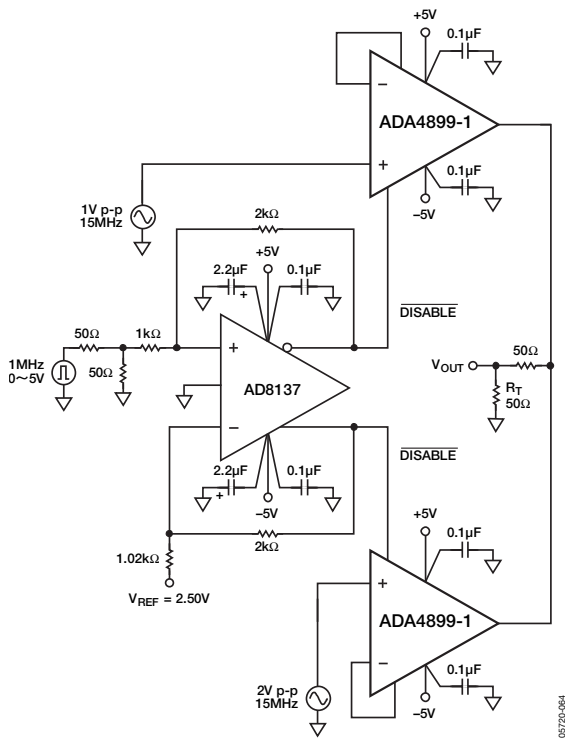 +5V
0.1µF
−
ADA4899-1
+
0.1µF
−5V
1V p-p
15MHz
2kΩ
+5V
2.2µF
0.1µF
+
DISABLE
50Ω
1kΩ
+
1MHz
0~5V
50Ω
AD8137
−
VOUT
50Ω
RT
50Ω
DISABLE
2.2µF
0.1µF
+
−5V
+5V
0.1µF
2kΩ
1.02kΩ
VREF = 2.50V
+
ADA4899-1
−
0.1µF
2V p-p
15MHz
−5V
05720-064